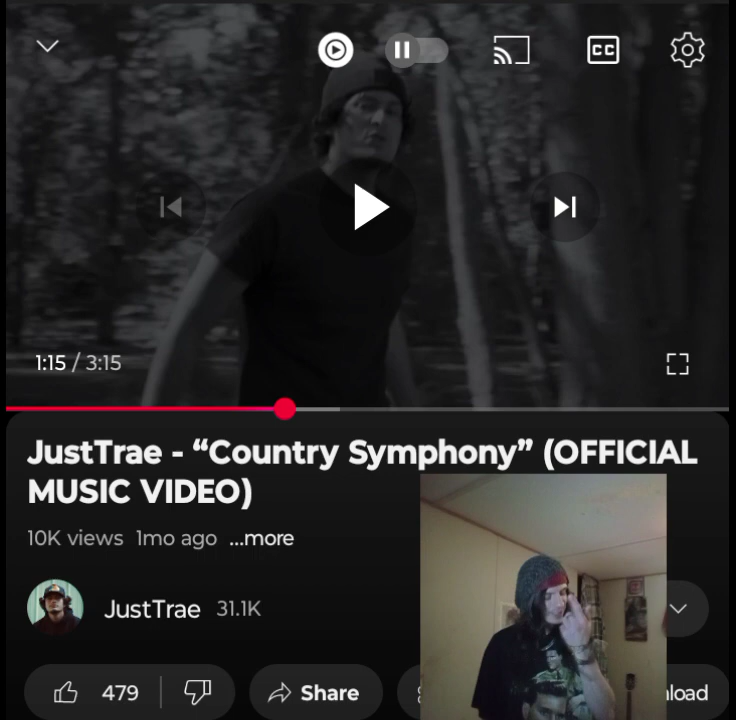 CC
1:15 / 3:15
JustTrae - “Country Symphony” (OFFICIAL
MUSIC VIDEO)
10K views 1mo ago ...more
JustTrae 31.1K
479 Share nload